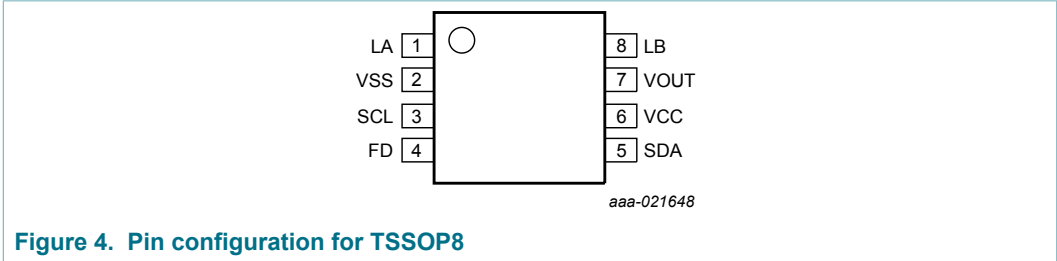 LA 1 8 LB
VSS 2 7 VOUT
SCL 3 6 VCC
FD 4 5 SDA
aaa-021648
Figure 4. Pin configuration for TSSOP8